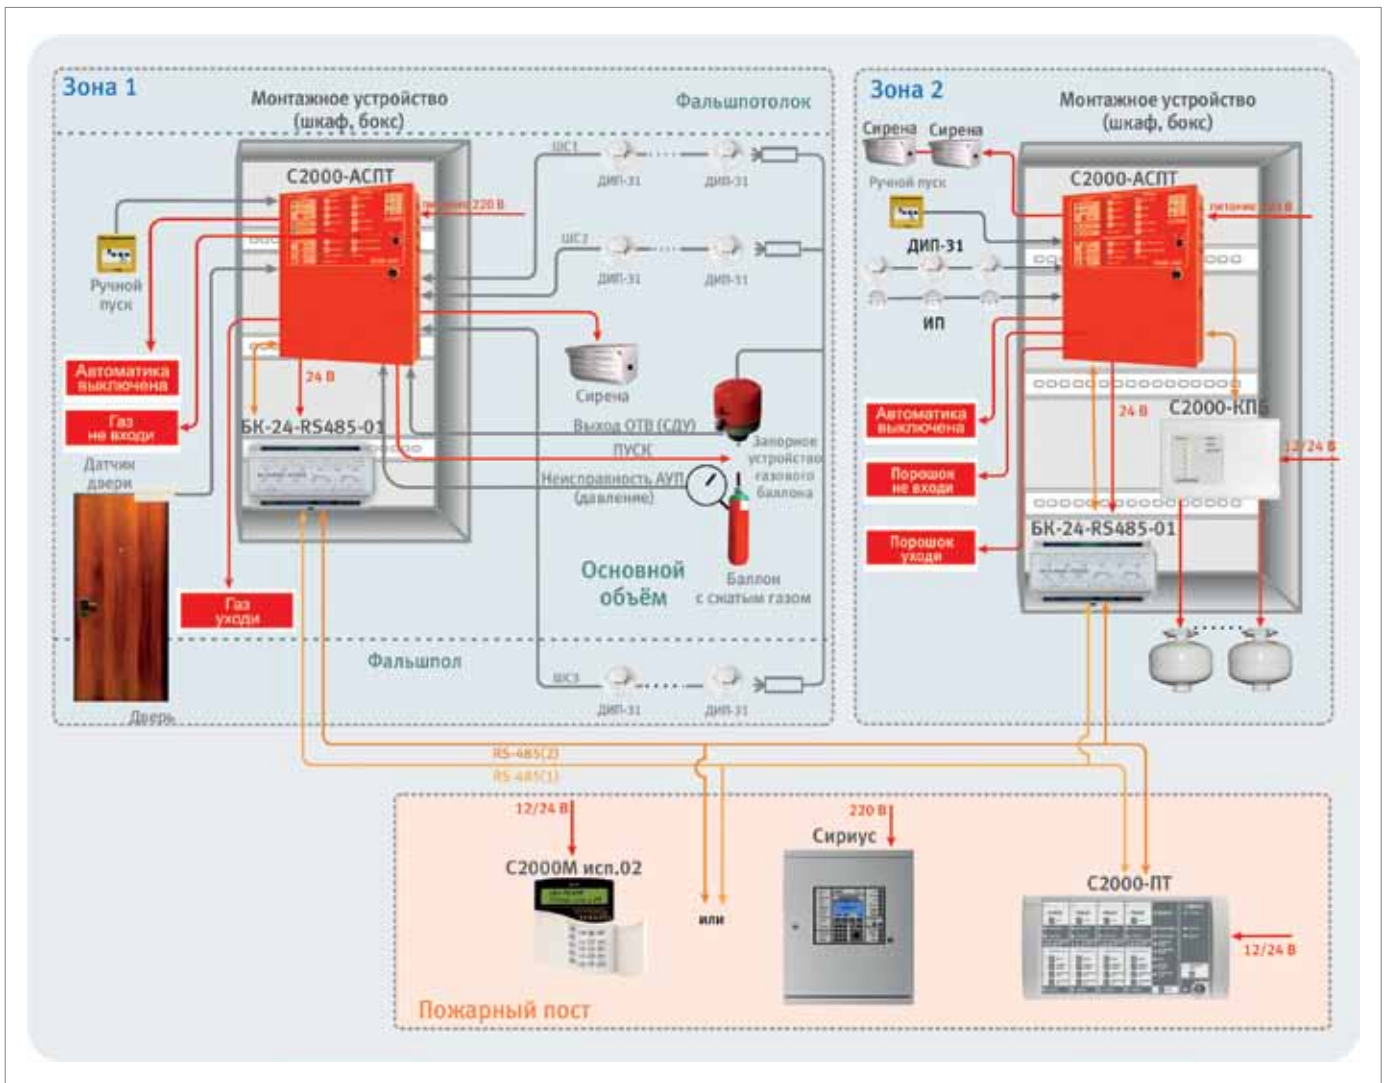 Зона 1
Монтажное устройство
(шкаф, бокс)
Фальшпотолок
С2000-АСПТ
питание 220 В
ШС1
ДИП-31
ДИП-31
ШС2
ДИП-31
ДИП-31
Ручной
пуск
Автоматика
выключена
Газ
не входи
24 В
БК-24-RS485-01
Сирена
Датчик
двери
Выход ОТВ (СДУ)
ПУСК
Неисправность АУП
(давление)
Запорное
устройство
газового
баллона
Основной
объём
Баллон
с сжатым газом
Газ
уходи
Фальшпол
ШС3
ДИП-31
ДИП-31
Дверь
Зона 2
Монтажное устройство
(шкаф, бокс)
Сирена
Сирена
С2000-АСПТ
Ручной пуск
питание 220 В
ДИП-31
ИП
Автоматика
выключена
24 В
С2000-КПБ
12/24 В
Порошок
не входи
Порошок
уходи
БК-24-RS485-01
RS-485(2)
RS-485(1)
12/24 В
220 В
Сириус
С2000М исп.02
С2000-ПТ
или
12/24 В
Пожарный пост